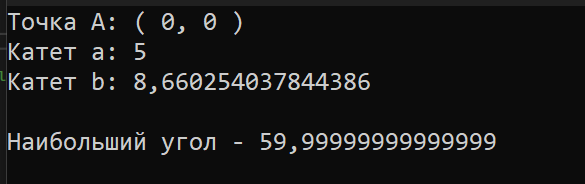 Точка A: ( 0, 0 )
Катет a: 5
Катет b: 8,660254037844386
Наибольший угол - 59,99999999999999